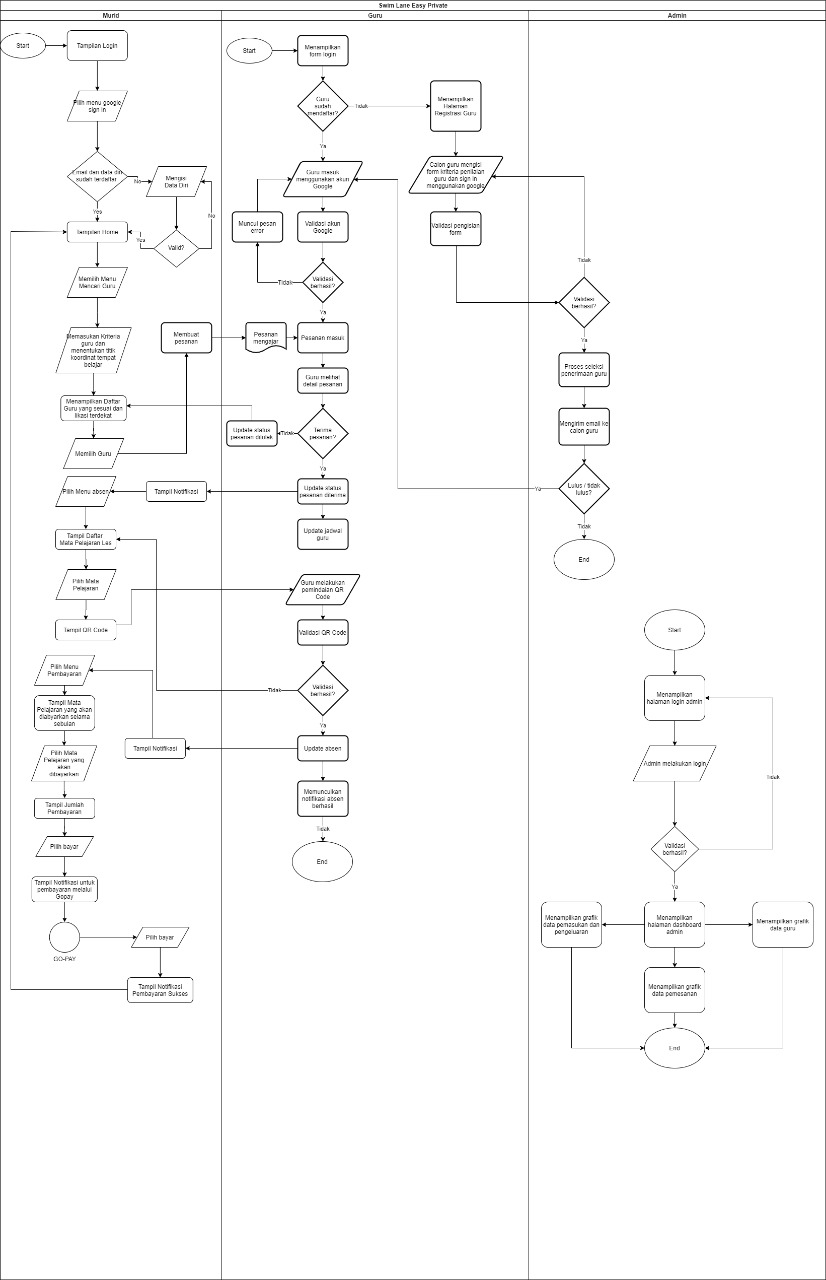 Swim Lane Easy Private
Murid
Guru
Admin
Start
Tampilan Login
Pilih menu google
sign in
Email dan data diri
sudah terdaftar
No
Mengisi
Data Diri
No
Yes
Yes
Valid?
Tampilan Home
Memilih Menu
Mencari Guru
Memasukan Kriteria
guru dan
menentukan titik
koordinat tempat
belajar
Membuat
pesanan
Menampilkan Daftar
Guru yang sesuai dan
likasi terdekat
Memilih Guru
Pilih Menu absen
Tampil Notifikasi
Tampil Daftar
Mata Pelajaran Les
Pilih Mata
Pelajaran
Tampil QR Code
Pilih Menu
Pembayaran
Tampil Mata
Pelajaran yang akan
diabyarkan selama
sebulan
Tampil Notifikasi
Pilih Mata
Pelajaran yang
akan
dibayarkan
Tampil Jumlah
Pembayaran
Pilih bayar
Tampil Notifikasi untuk
pembayaran melalui
Gopay
GO-PAY
Pilih bayar
Tampil Notifikasi
Pembayaran Sukses
Start
Menampilkan
form login
Guru
sudah
mendaftar?
Tidak
Menampilkan
Halaman
Registrasi Guru
Ya
Guru masuk
menggunakan akun
Google
Calon guru mengisi
form kriteria penilaian
guru dan sign in
menggunakan google
Muncul pesan
error
Validasi akun
Google
Validasi pengisian
form
Tidak
Validasi
berhasil?
Ya
Pesanan
mengajar
Pesanan masuk
Guru melihat
detail pesanan
Update status
pesanan ditolak
Tidak
Terima
pesanan?
Ya
Update status
pesanan diterima
Update jadwal
guru
Guru melakukan
pemindaian QR
Code
Validasi QR Code
Tidak
Validasi
berhasil?
Ya
Update absen
Memunculkan
notifikasi absen
berhasil
Tidak
End
Tidak
Validasi
berhasil?
Ya
Proses seleksi
penerimaan guru
Mengirim email ke
calon guru
Ya
Lulus / tidak
lulus?
Tidak
End
Start
Menampilkan
halaman login admin
Admin melakukan login
Tidak
Validasi
berhasil?
Ya
Menampilkan grafik
data pemasukan dan
pengeluaran
Menampilkan
halaman dashboard
admin
Menampilkan grafik
data guru
Menampilkan grafik
data pemesanan
End